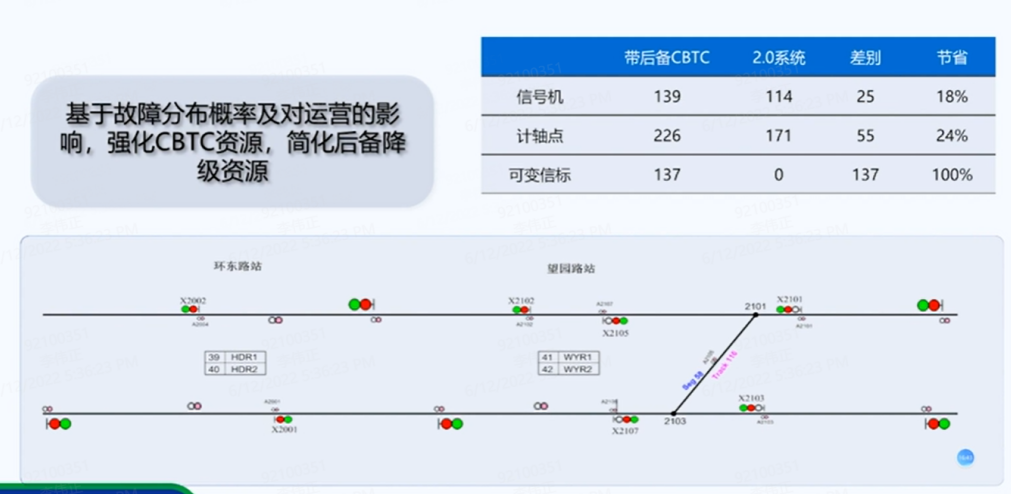 基于故障分布概率及对运营的影
响，强化CBTC资源，简化后备降
级资源
带后备CBTC 2.0系统 差别 节省
信号机 139 114 25 18%
计轴点 226 171 55 24%
可变信标 137 0 137 100%
环东路站
望园路站
X2002
A2004
X2102
A2102
A2107
X2105
2101
X2101
A2101
39 HDR1
40 HDR2
41 WYR1
42 WYR2
Seg 58
Track 116
A2001
X2001
X2107
2103
X2103
A2103